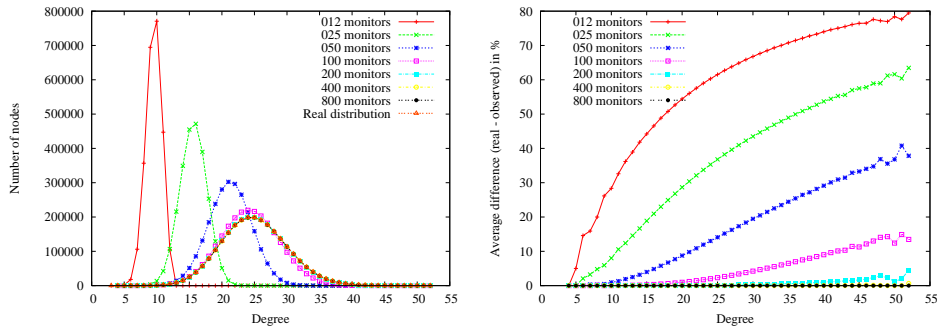 800000
700000
600000
500000
400000
300000
200000
100000
0
0 5 10 15 20 25 30 35 40 45 50 55
Number of nodes
Degree
012 monitors
025 monitors
050 monitors
100 monitors
200 monitors
400 monitors
800 monitors
Real distribution
80
70
60
50
40
30
20
10
0
0 5 10 15 20 25 30 35 40 45 50 55
Average difference (real - observed) in %
Degree
012 monitors
025 monitors
050 monitors
100 monitors
200 monitors
400 monitors
800 monitors